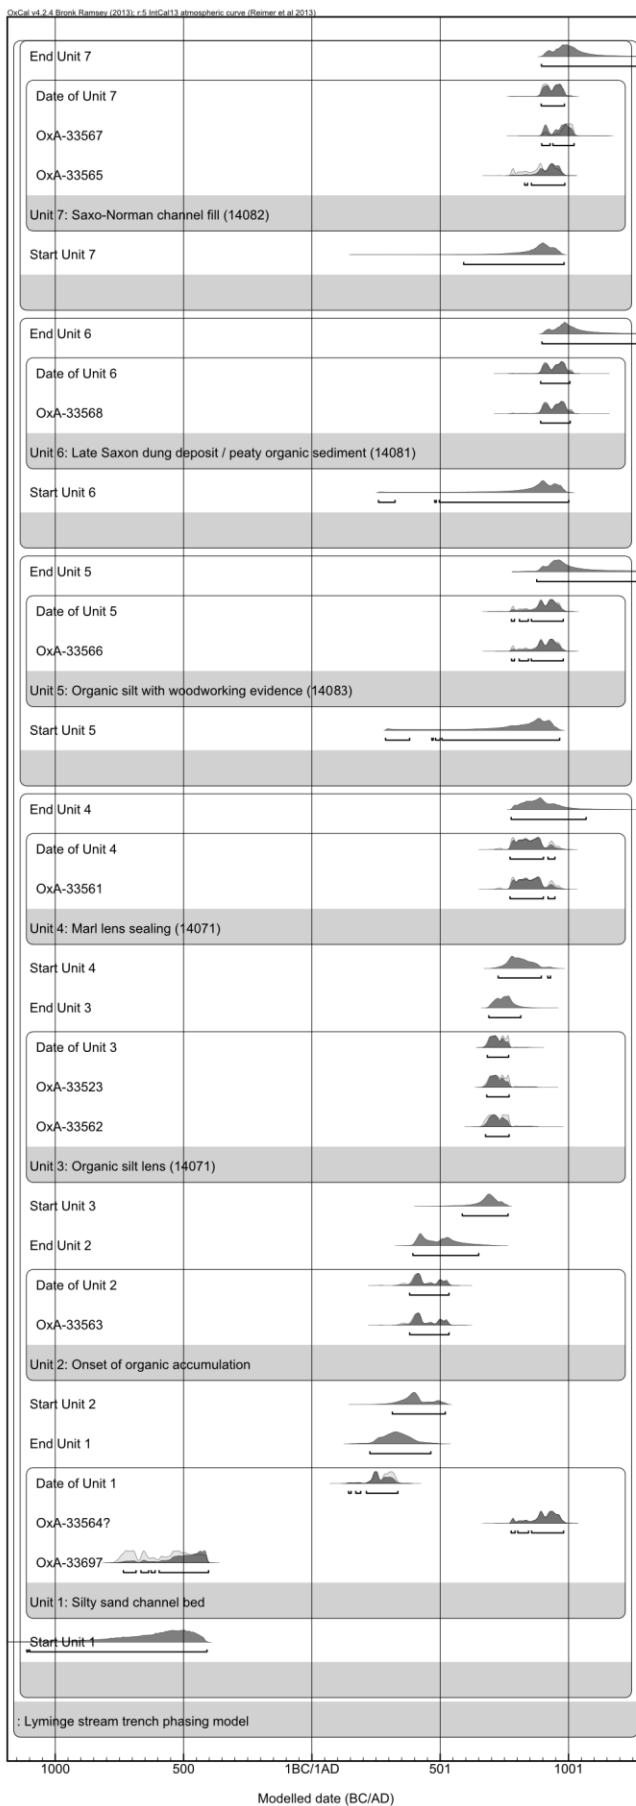 OxCal v4.2.4 Bronk Ramsey (2013); r:5 IntCal13 atmospheric curve (Reimer et al 2013)
End Unit 7
Date of Unit 7
OxA-33567
OxA-33565
Unit 7: Saxo-Norman channel fill (14082)
Start Unit 7
End Unit 6
Date of Unit 6
OxA-33568
Unit 6: Late Saxon dung deposit / peaty organic sediment (14081)
Start Unit 6
End Unit 5
Date of Unit 5
OxA-33566
Unit 5: Organic silt with woodworking evidence (14083)
Start Unit 5
End Unit 4
Date of Unit 4
OxA-33561
Unit 4: Marl lens sealing (14071)
Start Unit 4
End Unit 3
Date of Unit 3
OxA-33523
OxA-33562
Unit 3: Organic silt lens (14071)
Start Unit 3
End Unit 2
Date of Unit 2
OxA-33563
Unit 2: Onset of organic accumulation
Start Unit 2
End Unit 1
Date of Unit 1
OxA-33564?
OxA-33697
Unit 1: Silty sand channel bed
Start Unit 1
: Lyminge stream trench phasing model
1000 500 1BC/1AD 501 1001
Modelled date (BC/AD)